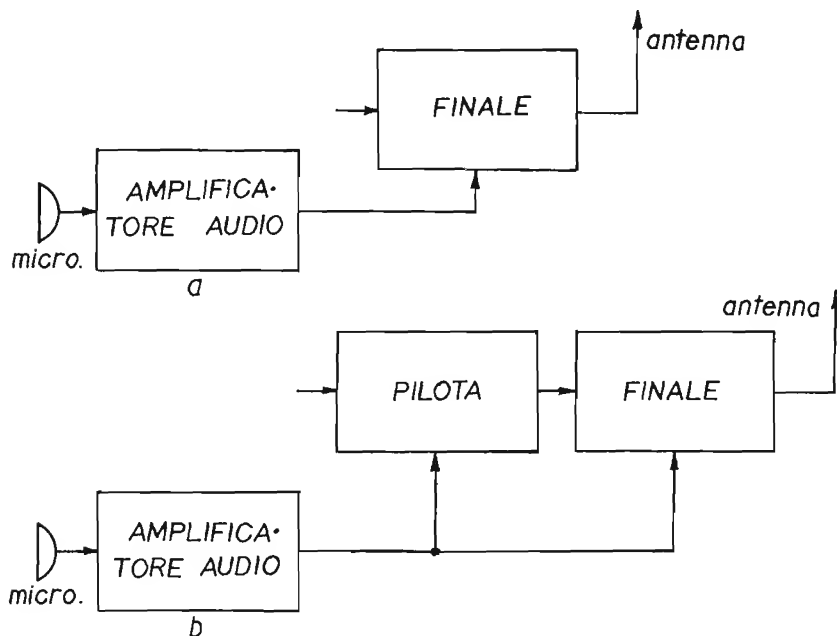 antenna
FINALE
AMPLIFICA·
TORE AUDIO
micro.
a
antenna
PILOTA
FINALE
AMPLIFICA·
TORE AUDIO
micro.
b